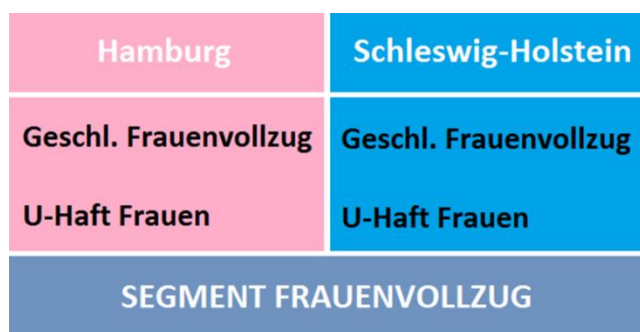 Hamburg
Schleswig-Holstein
Geschl. Frauenvollzug
U-Haft Frauen
Geschl. Frauenvollzug
U-Haft Frauen
SEGMENT FRAUENVOLLZUG